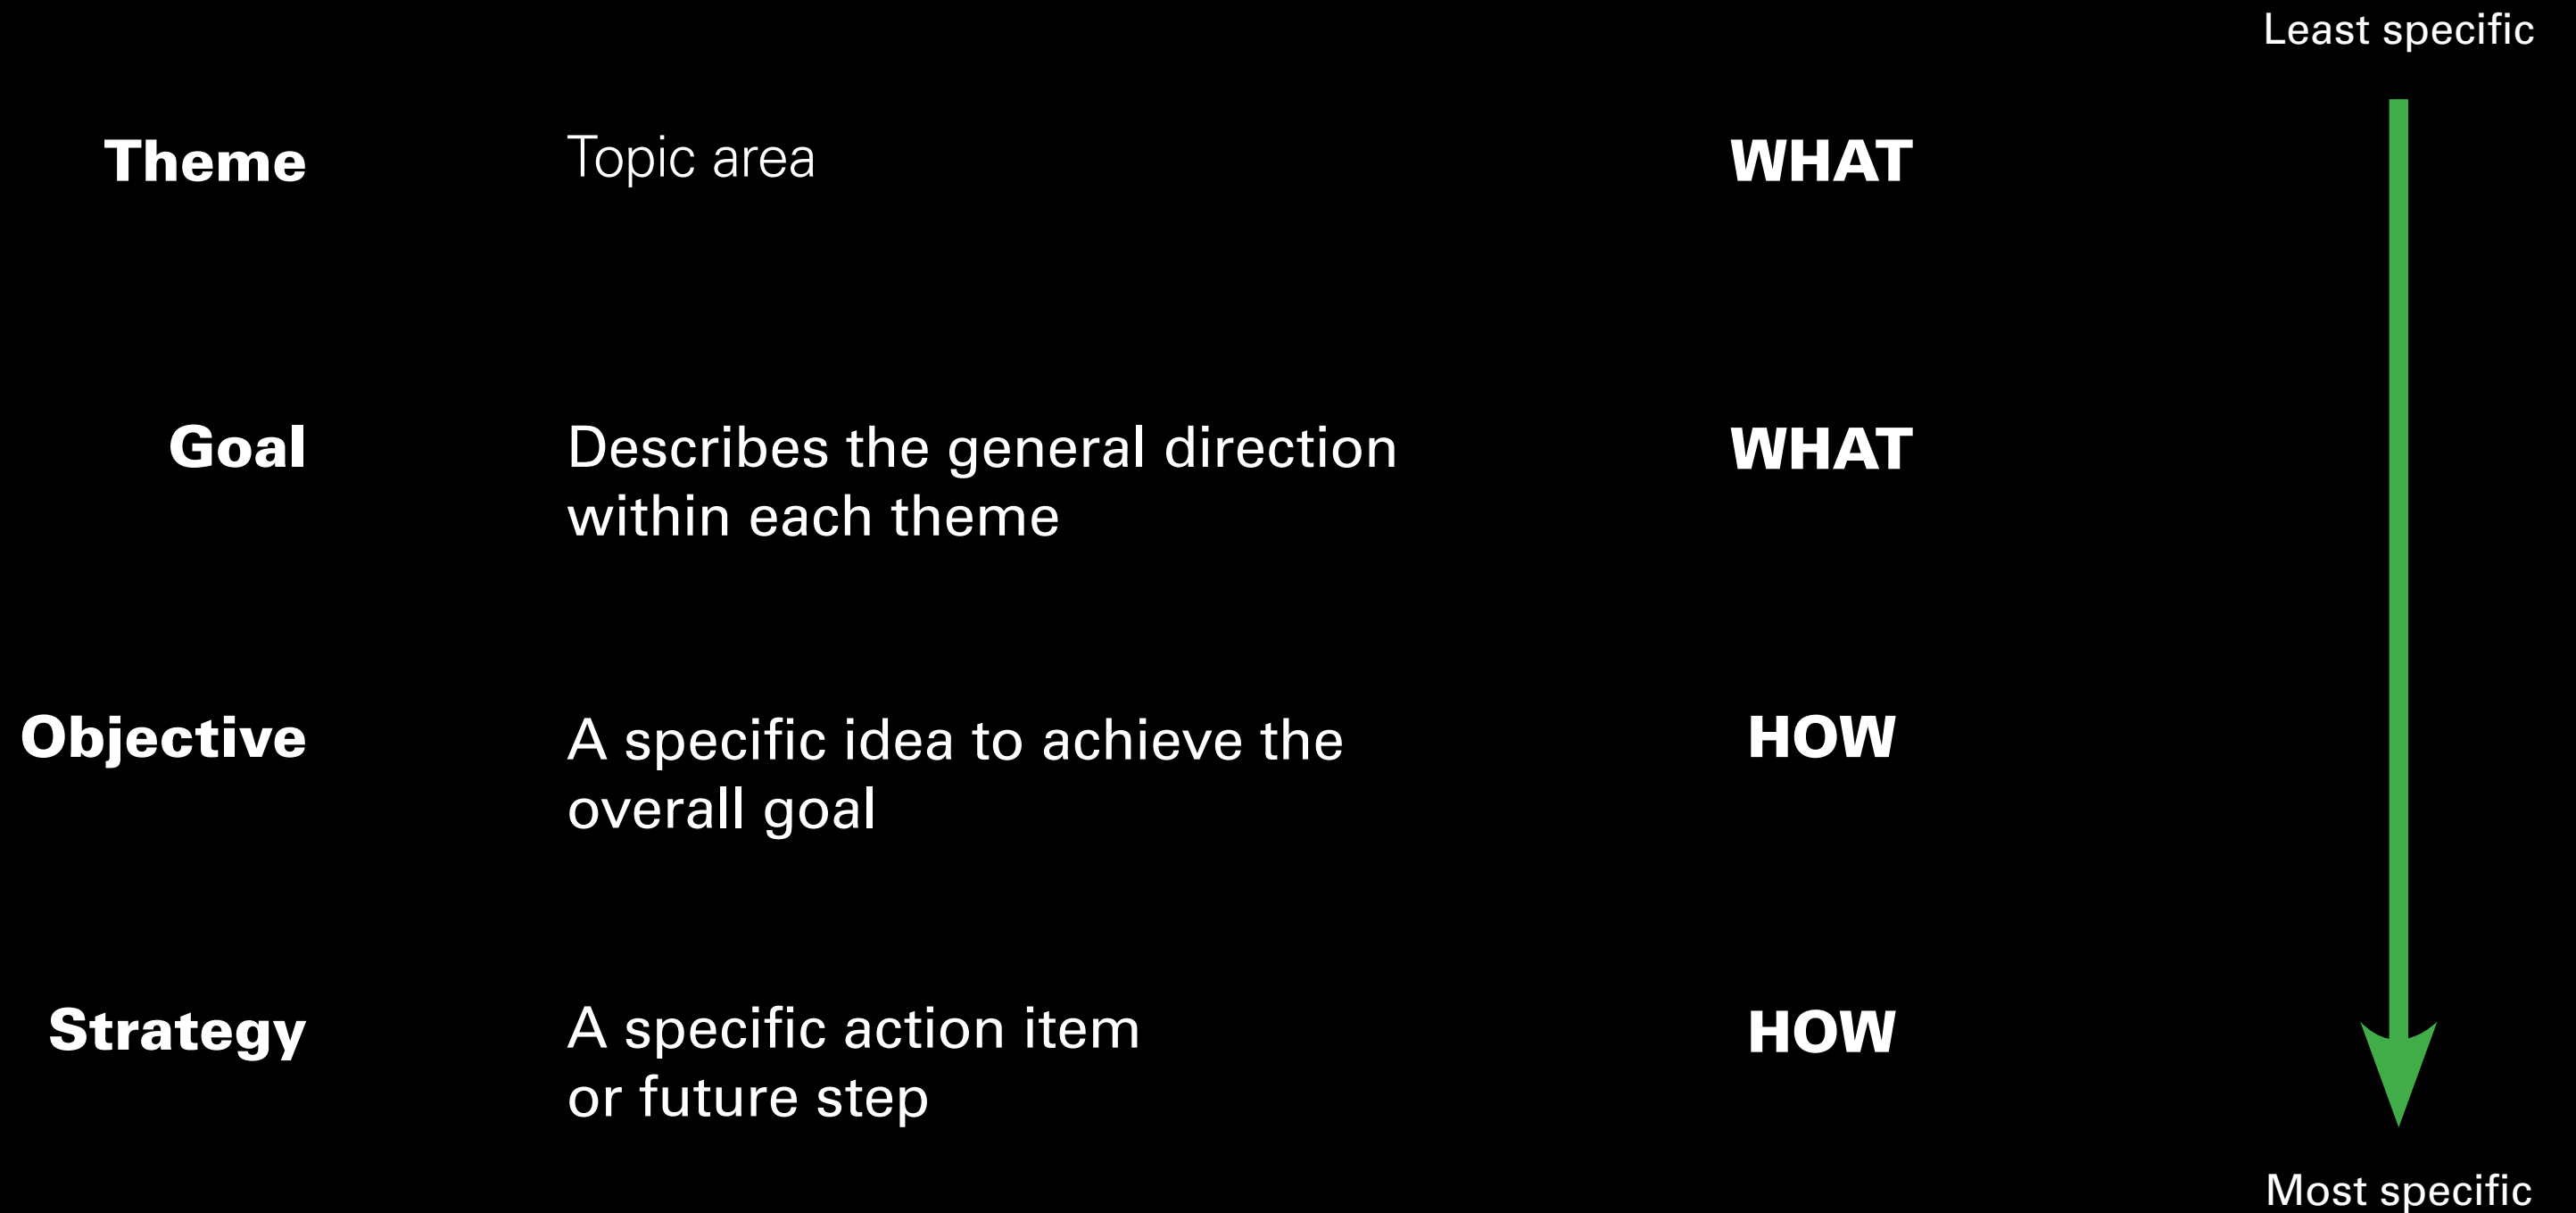 Least specific
Theme Topic area WHAT
Goal Describes the general direction WHAT
within each theme
Objective A specific idea to achieve the HOW
overall goal
Strategy A specific action item HOW
or future step
Most specific